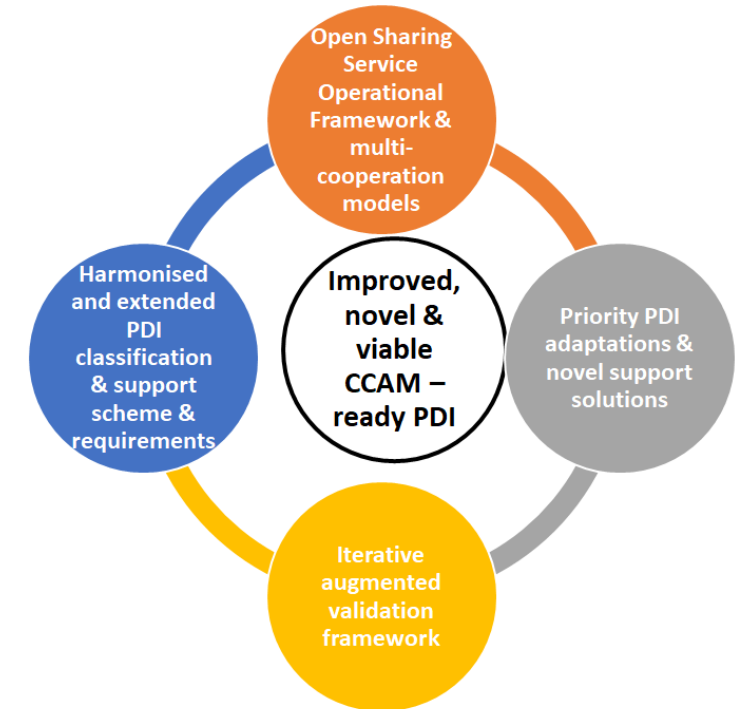 Open Sharing
Service
Operational
Framework &
multi-
cooperation
models
Harmonised
and extended
PDI
classification
& support
scheme &
requirements
Improved,
novel &
viable
CCAM –
ready PDI
Priority PDI
adaptations &
novel support
solutions
Iterative
augmented
validation
framework